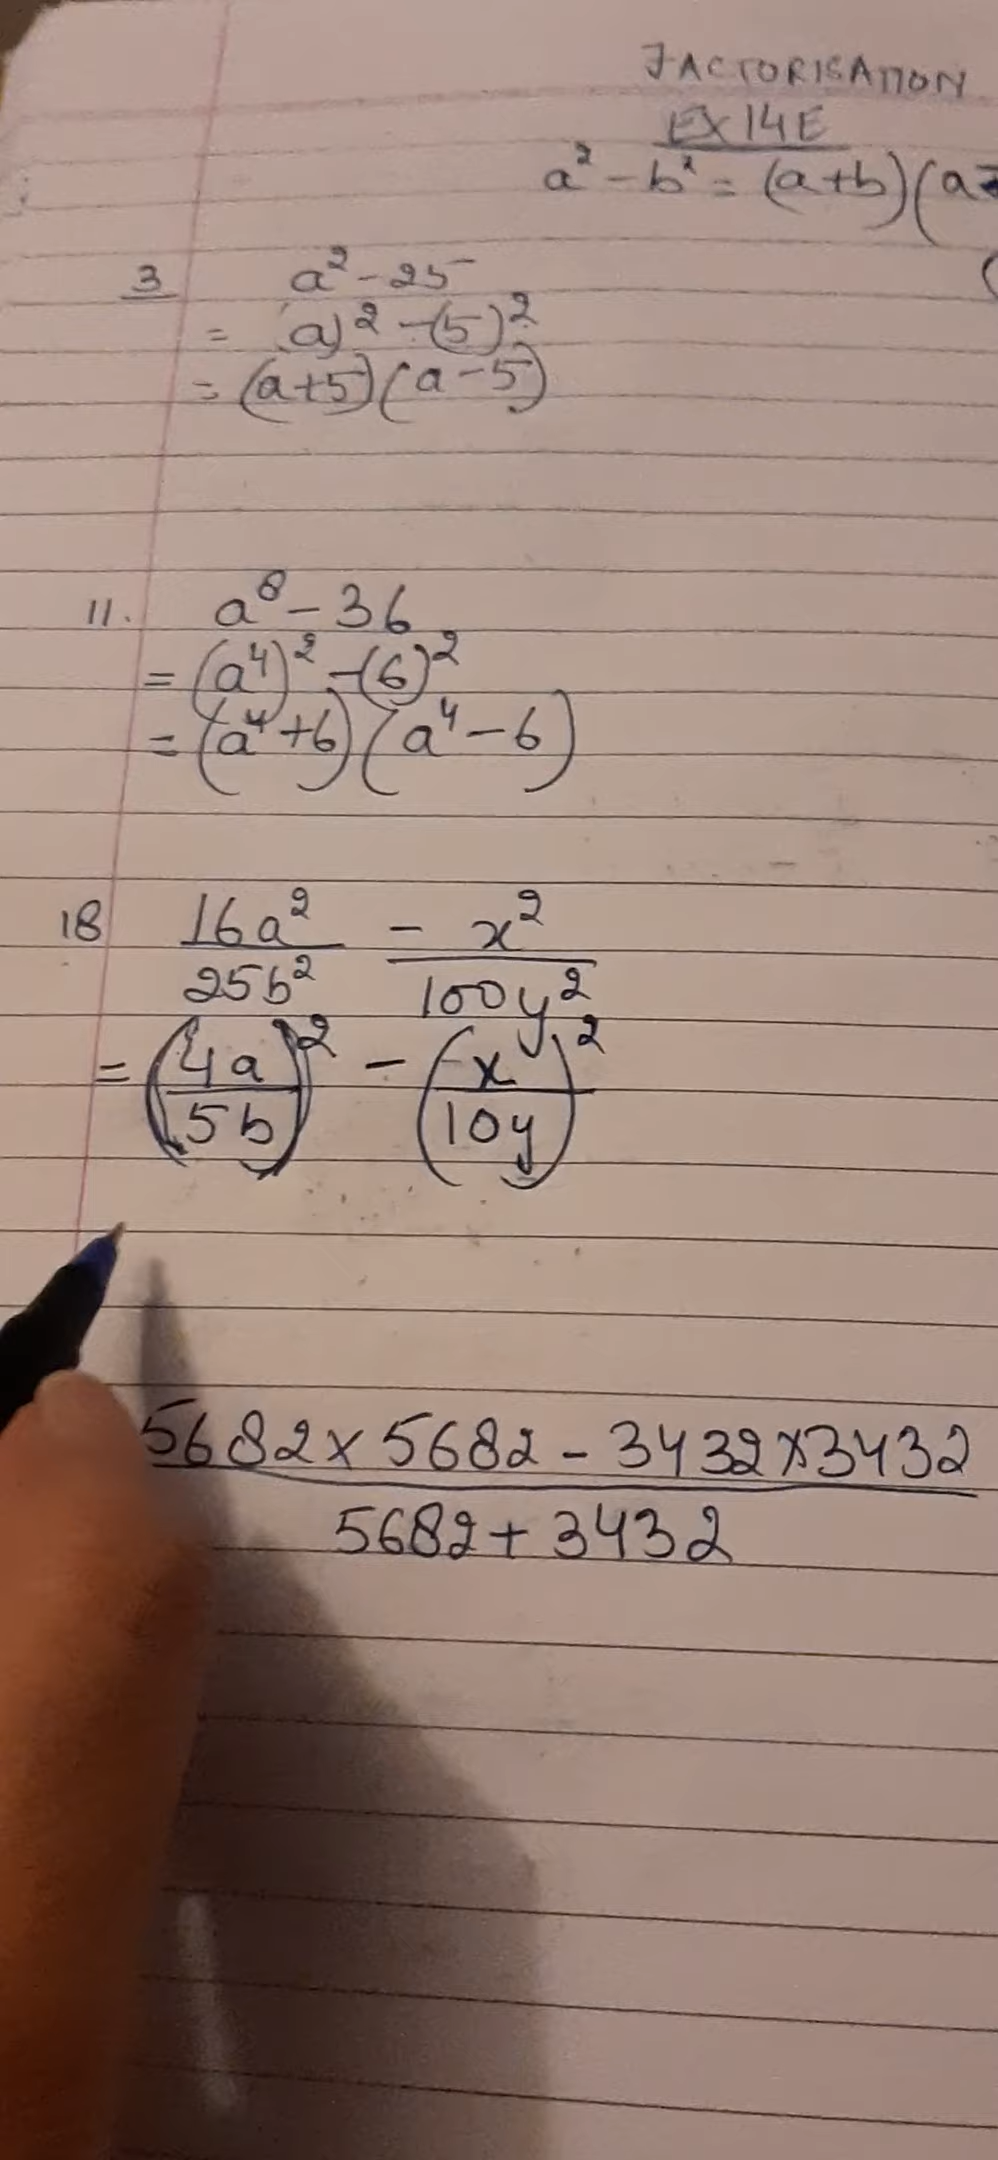 FACTORISATION
EX 14E
a² - b² = (a+b)(a-
3 a² - 25
= (a)² - (5)²
= (a+5)(a-5)
11. a⁸ - 36
= (a⁴)² - (6)²
= (a⁴+6)(a⁴-6)
18 16a²/25b² - x²/100y²
= (4a/5b)² - (x/10y)²
5682 x 5682 - 3432 x 3432
5682 + 3432